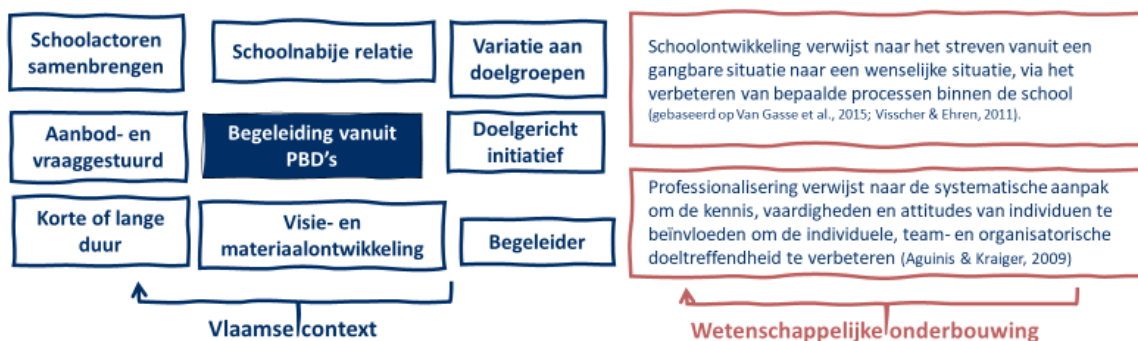 Schoolactoren
samenbrengen
Schoolnabije relatie
Variatie aan
doelgroepen
Aanbod- en
vraaggestuurd
Begeleiding vanuit
PBD's
Doelgericht
initiatief
Korte of lange
duur
Visie- en
materiaalontwikkeling
Begeleider
Vlaamse context
Schoolontwikkeling verwijst naar het streven vanuit een
gangbare situatie naar een wenselijke situatie, via het
verbeteren van bepaalde processen binnen de school
(gebaseerd op Van Gasse et al., 2015; Visscher & Ehren, 2011).
Professionalisering verwijst naar de systematische aanpak
om de kennis, vaardigheden en attitudes van individuen te
beïnvloeden om de individuele, team- en organisatorische
doeltreffendheid te verbeteren (Aguinis & Kraiger, 2009)
Wetenschappelijke onderbouwing